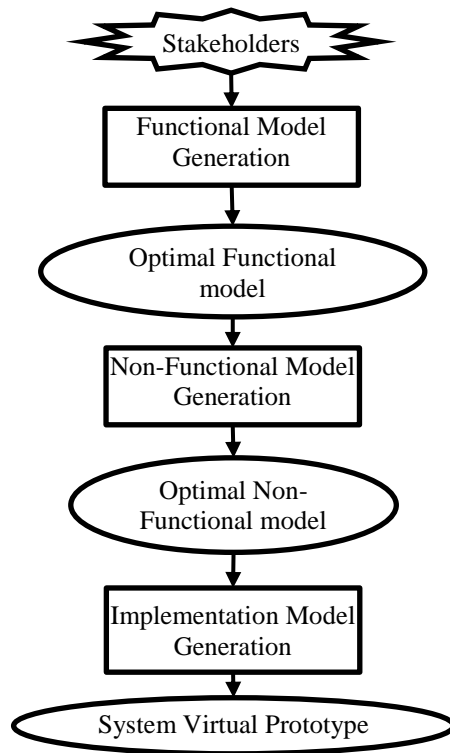 Stakeholders
Functional Model
Generation
Optimal Functional
model
Non-Functional Model
Generation
Optimal Non-
Functional model
Implementation Model
Generation
System Virtual Prototype